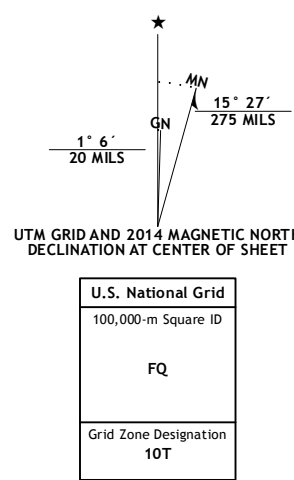 ★
MN
GN
15° 27´
275 MILS
1° 6´
20 MILS
UTM GRID AND 2014 MAGNETIC NORTH
DECLINATION AT CENTER OF SHEET
U.S. National Grid
100,000-m Square ID
FQ
Grid Zone Designation
10T